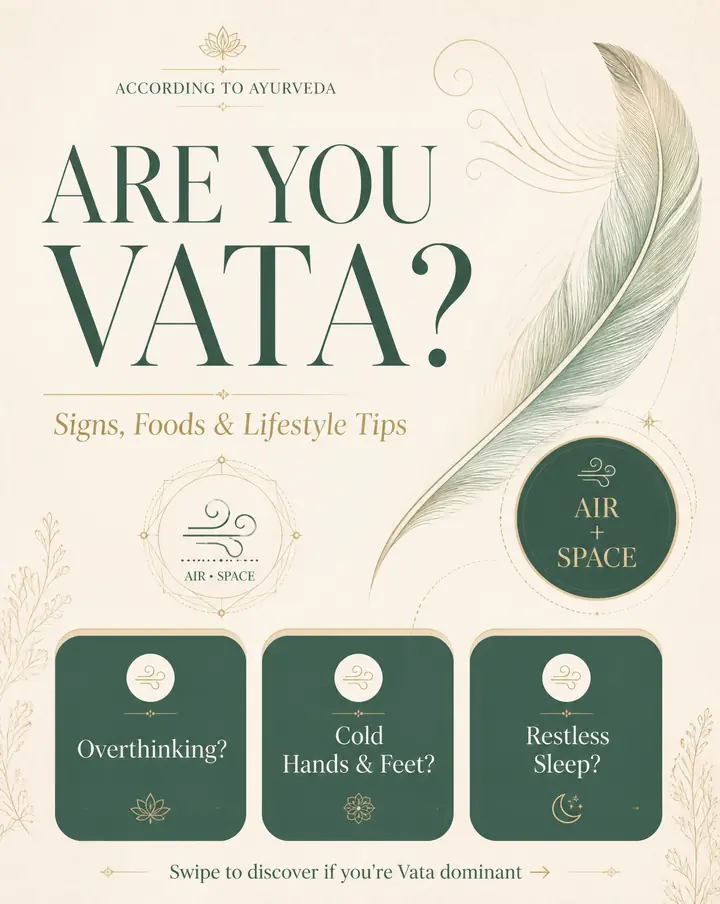 ACCORDING TO AYURVEDA
ARE YOU
VATA?
Signs, Foods & Lifestyle Tips
AIR • SPACE
AIR
+
SPACE
Overthinking?
Cold
Hands & Feet?
Restless
Sleep?
Swipe to discover if you're Vata dominant →